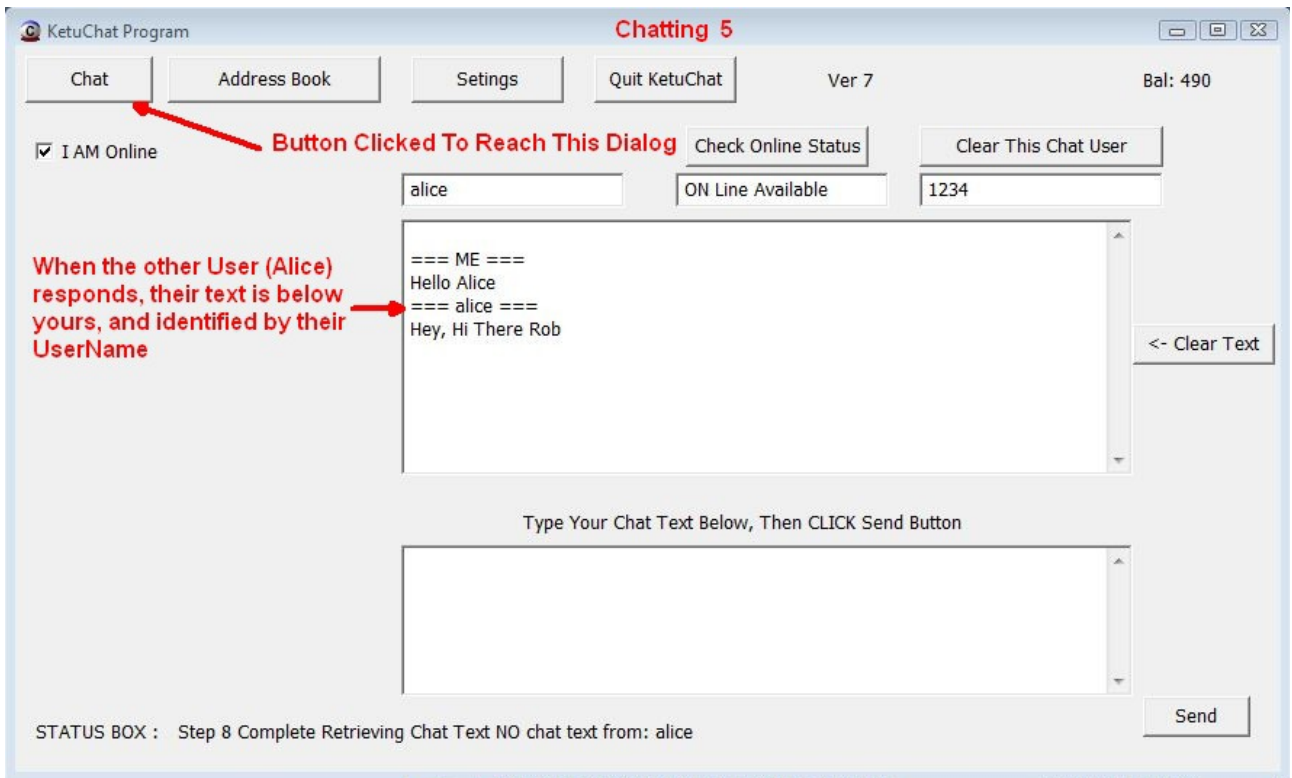 KetuChat Program
Chatting 5
Chat
Address Book
Setings
Quit KetuChat
Ver 7
Bal: 490
Button Clicked To Reach This Dialog
I AM Online
Check Online Status
Clear This Chat User
alice
ON Line Available
1234
=== ME ===
Hello Alice
=== alice ===
Hey, Hi There Rob
When the other User (Alice)
responds, their text is below
yours, and identified by their
UserName
<- Clear Text
Type Your Chat Text Below, Then CLICK Send Button
Send
STATUS BOX : Step 8 Complete Retrieving Chat Text NO chat text from: alice